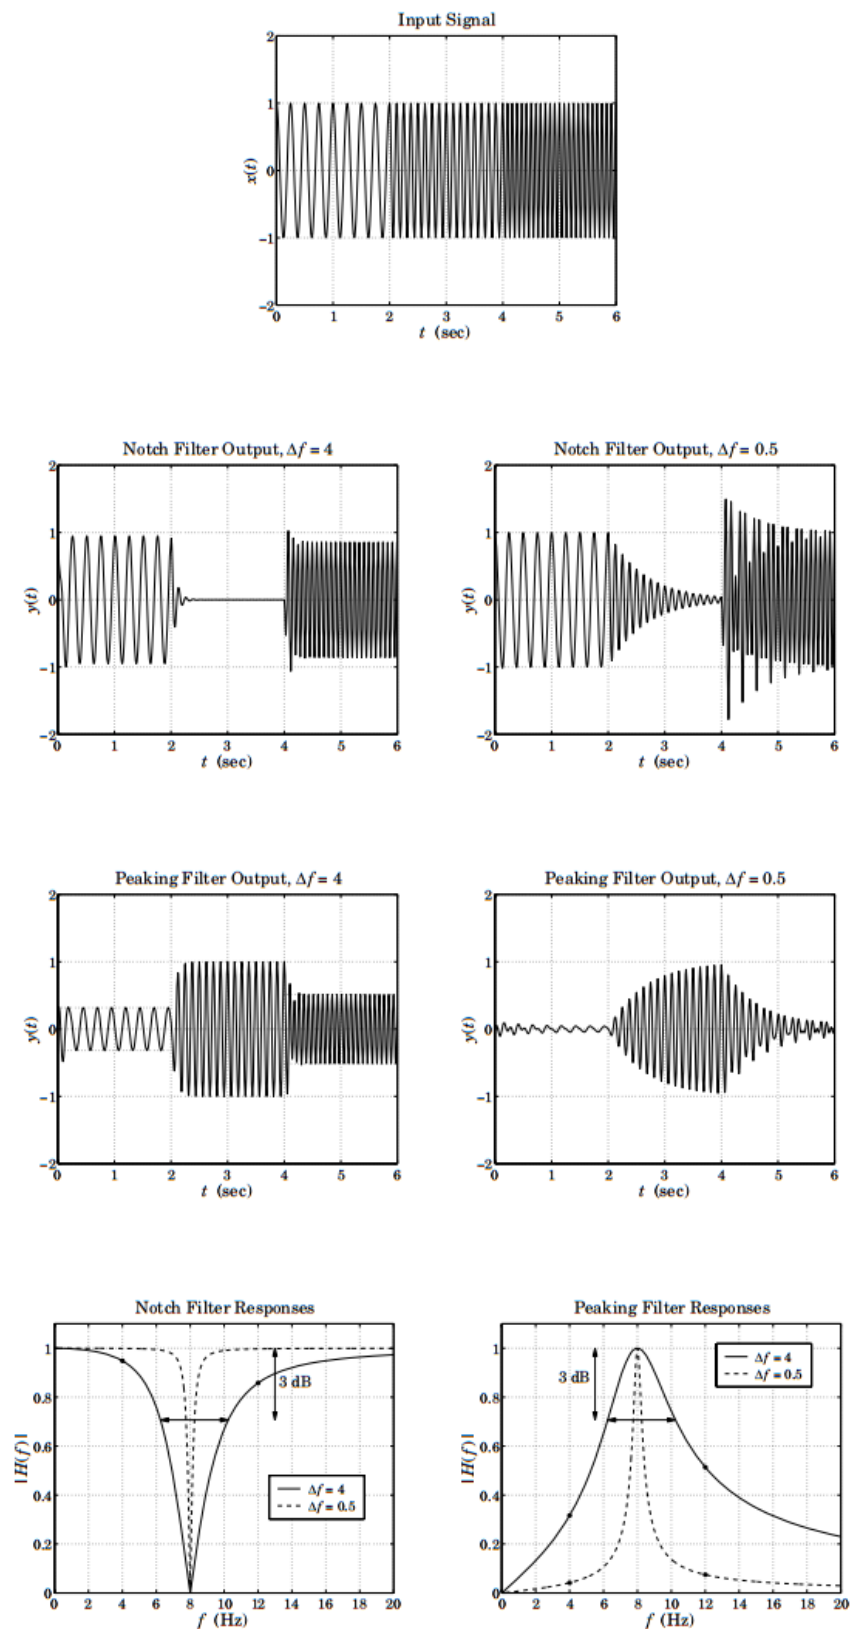 Input Signal
2
1
0
−1
−2
x(t)
0 1 2 3 4 5 6
t (sec)
Notch Filter Output, Δf = 4
2
1
0
−1
−2
y(t)
0 1 2 3 4 5 6
t (sec)
Notch Filter Output, Δf = 0.5
2
1
0
−1
−2
y(t)
0 1 2 3 4 5 6
t (sec)
Peaking Filter Output, Δf = 4
2
1
0
−1
−2
y(t)
0 1 2 3 4 5 6
t (sec)
Peaking Filter Output, Δf = 0.5
2
1
0
−1
−2
y(t)
0 1 2 3 4 5 6
t (sec)
Notch Filter Responses
1
0.8
0.6
0.4
0.2
0
|H(f)|
3 dB
Δf = 4
Δf = 0.5
0 2 4 6 8 10 12 14 16 18 20
f (Hz)
Peaking Filter Responses
1
0.8
0.6
0.4
0.2
0
|H(f)|
3 dB
Δf = 4
Δf = 0.5
0 2 4 6 8 10 12 14 16 18 20
f (Hz)